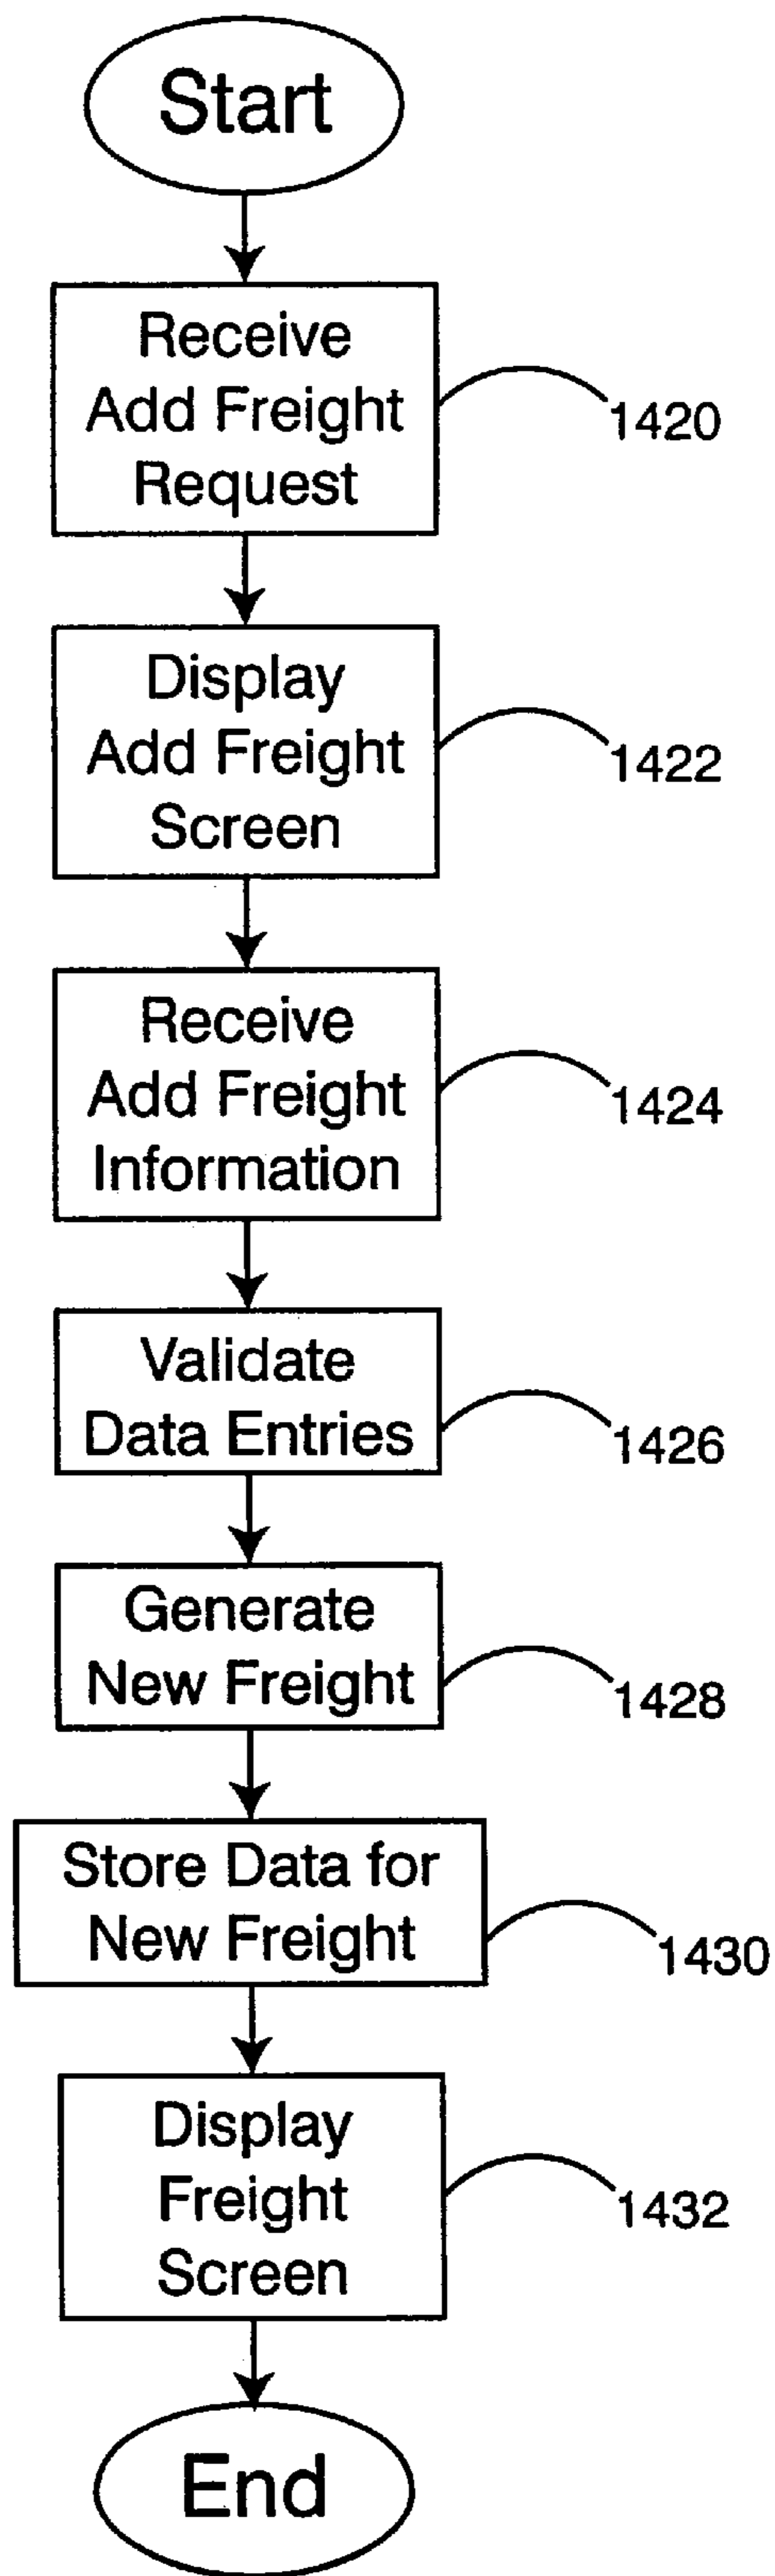 Start
Receive
Add Freight
Request
1420
Display
Add Freight
Screen
1422
Receive
Add Freight
Information
1424
Validate
Data Entries
1426
Generate
New Freight
1428
Store Data for
New Freight
1430
Display
Freight
Screen
1432
End